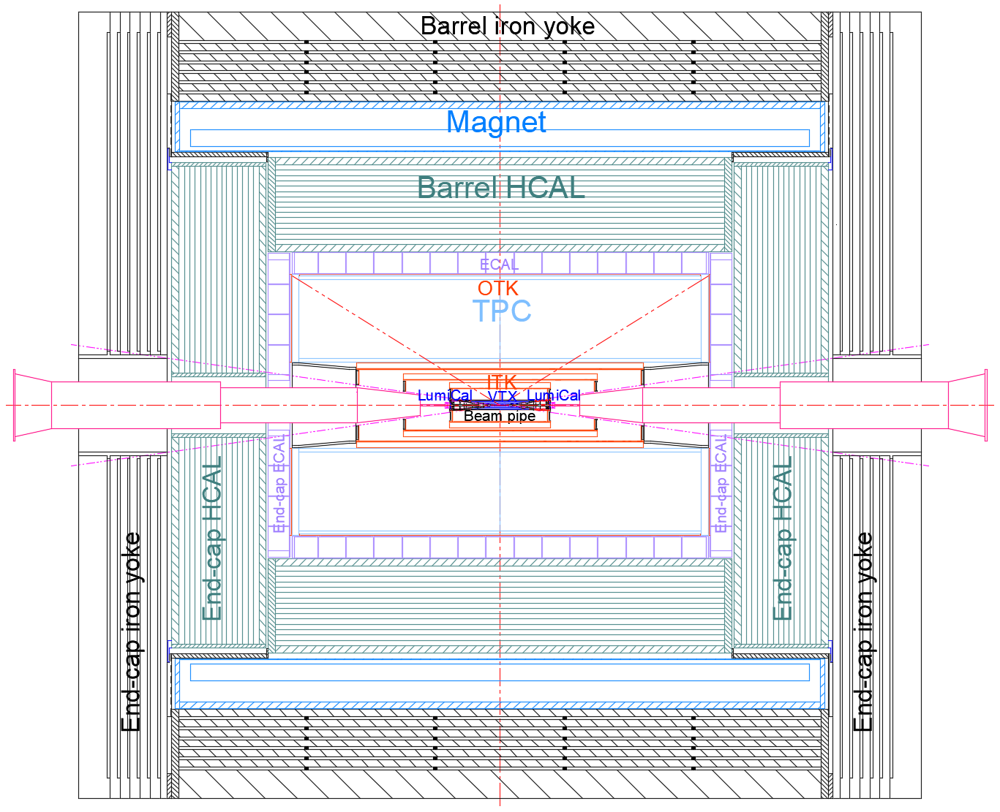 Barrel iron yoke
Magnet
Barrel HCAL
ECAL
OTK
TPC
ITK
LumiCal
VTX
LumiCal
Beam pipe
End-cap ECAL
End-cap ECAL
End-cap HCAL
End-cap HCAL
End-cap iron yoke
End-cap iron yoke